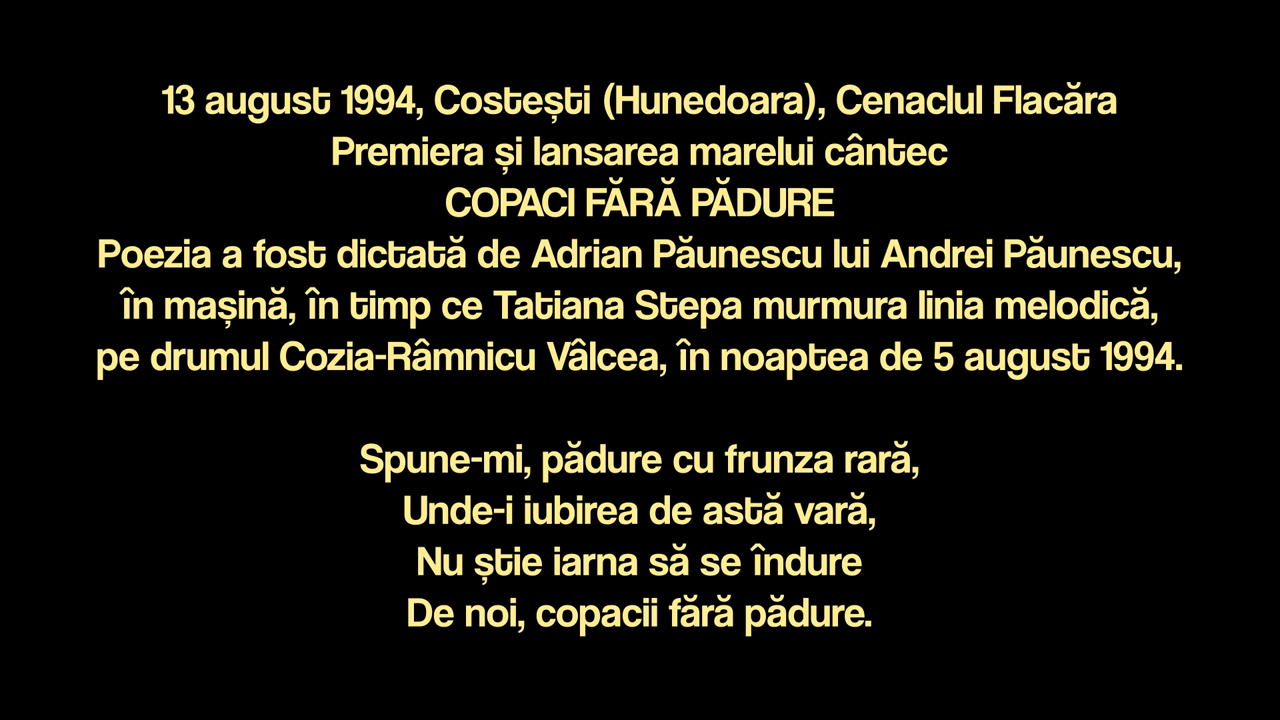 13 august 1994, Costești (Hunedoara), Cenaclul Flacăra
Premiera și lansarea marelui cântec
COPACI FĂRĂ PĂDURE
Poezia a fost dictată de Adrian Păunescu lui Andrei Păunescu,
în mașină, în timp ce Tatiana Stepa murmura linia melodică,
pe drumul Cozia-Râmnicu Vâlcea, în noaptea de 5 august 1994.
Spune-mi, pădure cu frunza rară,
Unde-i iubirea de astă vară,
Nu știe iarna să se îndure
De noi, copacii fără pădure.